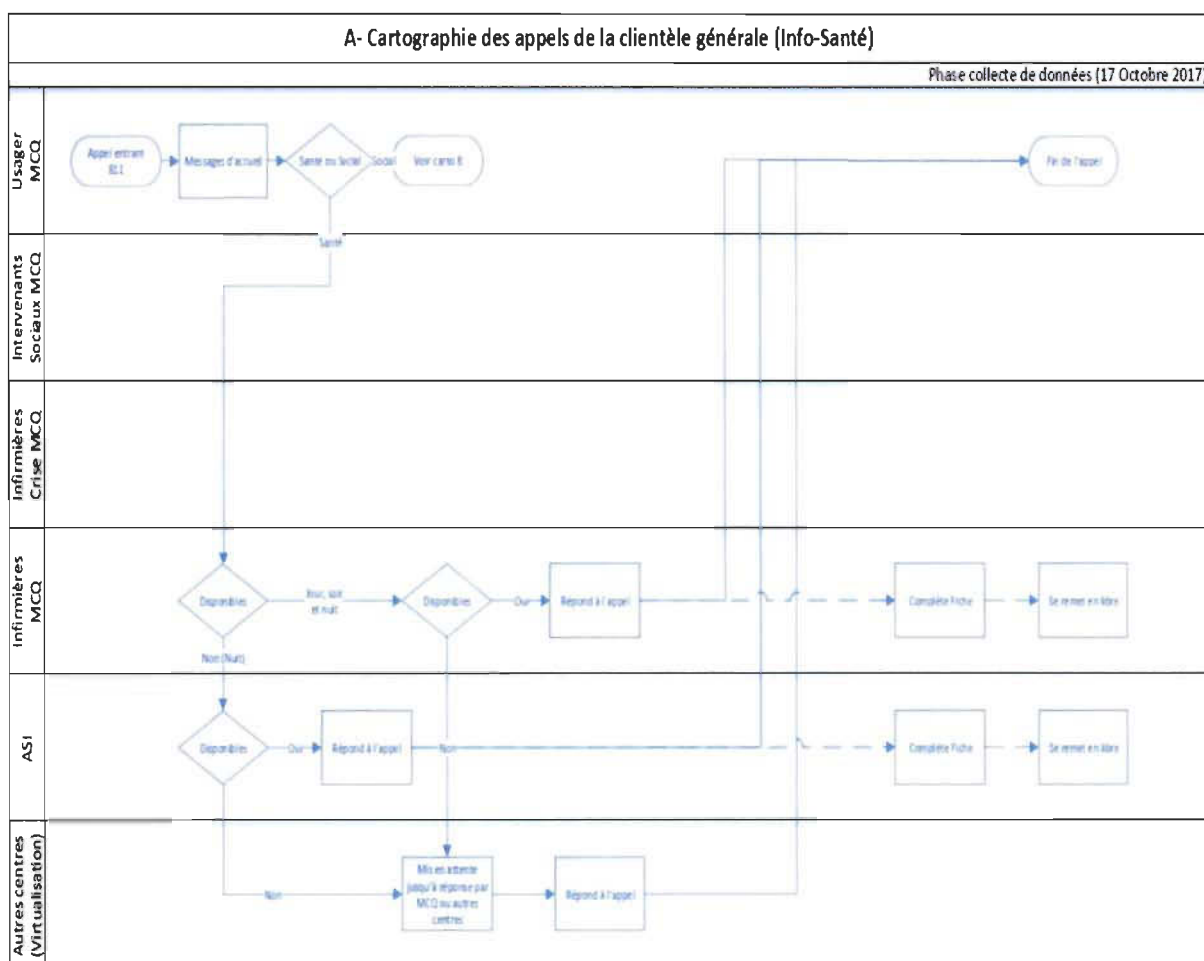 A- Cartographie des appels de la clientèle générale (Info-Santé)
Phase collecte de données (17 Octobre 2017)
Usager
MCQ
Appel entrant
811
Messages d'accueil
Santé ou Social
Social
Voir carto B
Fin de l'appel
Santé
Intervenants
Sociaux MCQ
Infirmières
Crise MCQ
Infirmières
MCQ
Disponibles
Jour, soir
et nuit
Disponibles
Oui
Répond à l'appel
Complète Fiche
Se remet en libre
Non (Nuit)
ASI
Disponibles
Oui
Répond à l'appel
Non
Complète Fiche
Se remet en libre
Autres centres
(Virtualisation)
Non
Mis en attente
jusqu'à réponse par
MCQ ou autres
centres
Répond à l'appel